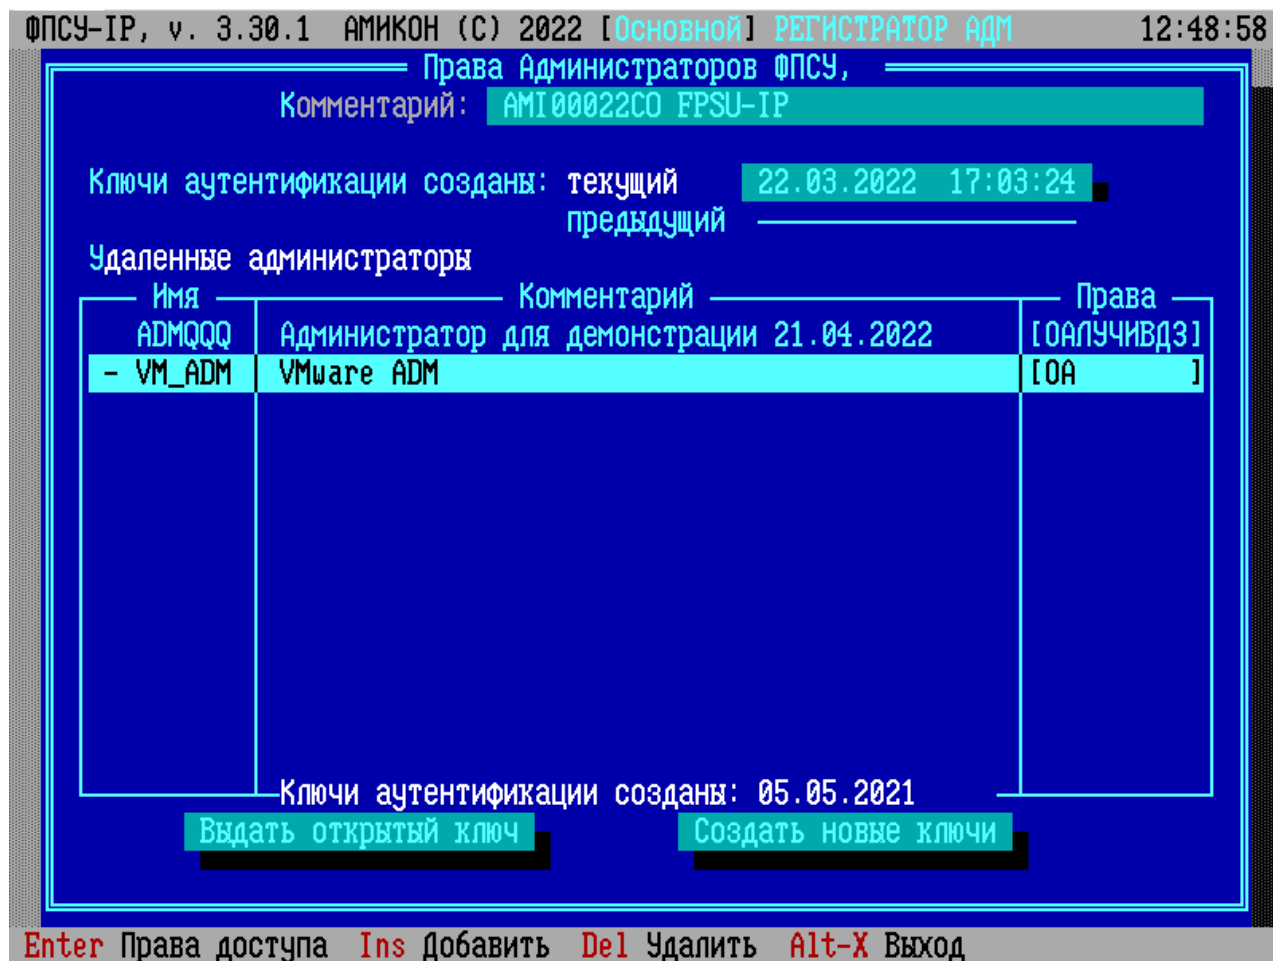 ФПСУ-IP, v. 3.30.1 АМИКОН (C) 2022 [Основной] РЕГИСТРАТОР АДМ 12:48:58
Права Администраторов ФПСУ,
Комментарий: AMI00022CO FPSU-IP
Ключи аутентификации созданы: текущий 22.03.2022 17:03:24
предыдущий
Удаленные администраторы
Имя Комментарий Права
ADMQQQ Администратор для демонстрации 21.04.2022 [ОАЛУЧИВДЗ]
- VM_ADM VMware ADM [ОА ]
Ключи аутентификации созданы: 05.05.2021
Выдать открытый ключ Создать новые ключи
Enter Права доступа Ins Добавить Del Удалить Alt-X Выход